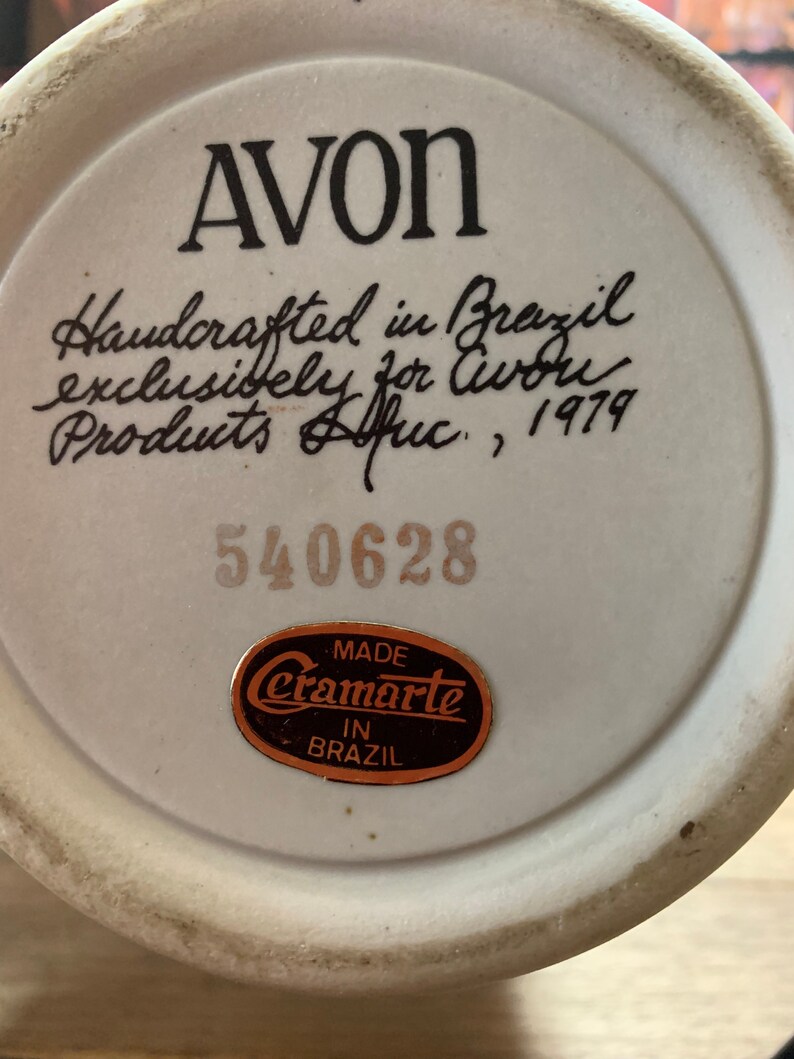 AVON
Handcrafted in Brazil
exclusively for Avon
Products Inc., 1979
540628
MADE
Ceramarte
IN
BRAZIL